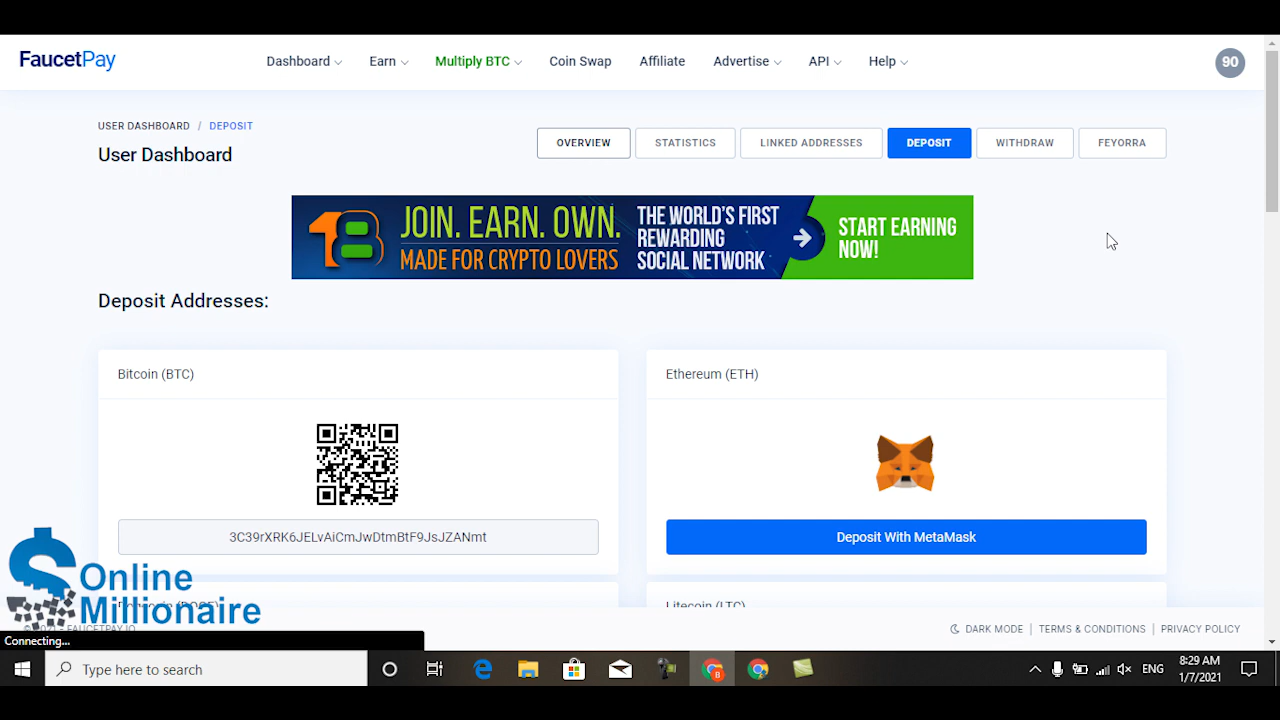 FaucetPay
Dashboard
Earn
Multiply BTC
Coin Swap
Affiliate
Advertise
API
Help
90
USER DASHBOARD / DEPOSIT
User Dashboard
OVERVIEW
STATISTICS
LINKED ADDRESSES
DEPOSIT
WITHDRAW
FEYORRA
18
JOIN. EARN. OWN.
MADE FOR CRYPTO LOVERS
THE WORLD'S FIRST
REWARDING
SOCIAL NETWORK
START EARNING
NOW!
Deposit Addresses:
Bitcoin (BTC)
3C39rXRK6JELvAiCmJwDtmBtF9JsJZANmt
Ethereum (ETH)
Deposit With MetaMask
Litecoin (LTC)
Online
Millionaire
DARK MODE
TERMS & CONDITIONS
PRIVACY POLICY
Connecting...
Type here to search
ENG
8:29 AM
1/7/2021